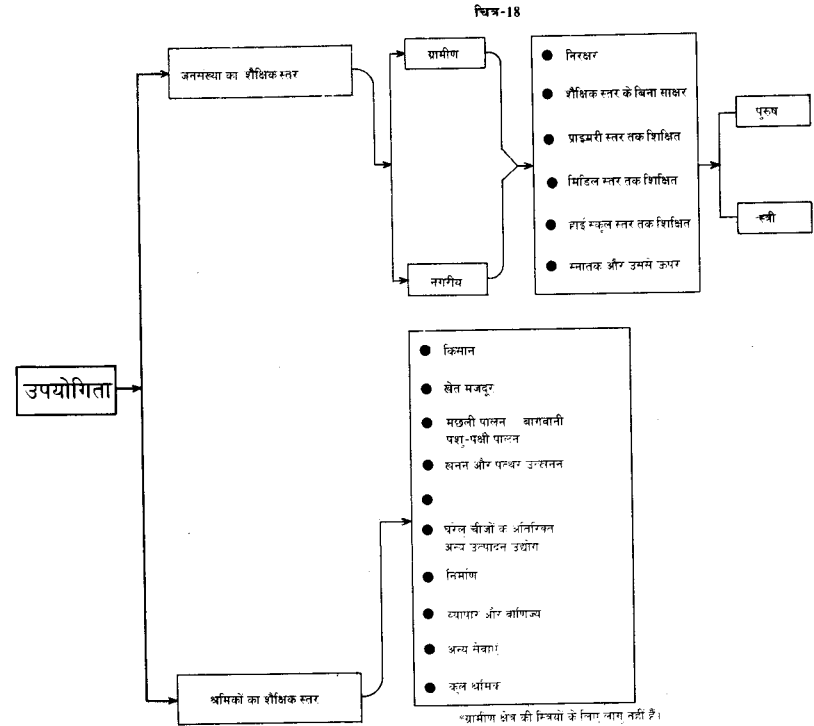 चित्र-18
जनसंख्या का शैक्षिक स्तर
ग्रामीण
नगरीय
निरक्षर
शैक्षिक स्तर के बिना साक्षर
प्राइमरी स्तर तक शिक्षित
मिडिल स्तर तक शिक्षित
हाई स्कूल स्तर तक शिक्षित
स्नातक और उससे ऊपर
पुरुष
स्त्री
उपयोगिता
किसान
खेत मजदूर
मछली पालन बागबानी
पशु-पक्षी पालन
खनन और पत्थर उत्खनन
घरेलू चीजों के अतिरिक्त
अन्य उत्पादन उद्योग
निर्माण
व्यापार और वाणिज्य
अन्य सेवाएं
कुल श्रमिक
श्रमिकों का शैक्षिक स्तर
*ग्रामीण क्षेत्र की स्त्रियों के लिए लागू नहीं हैं।